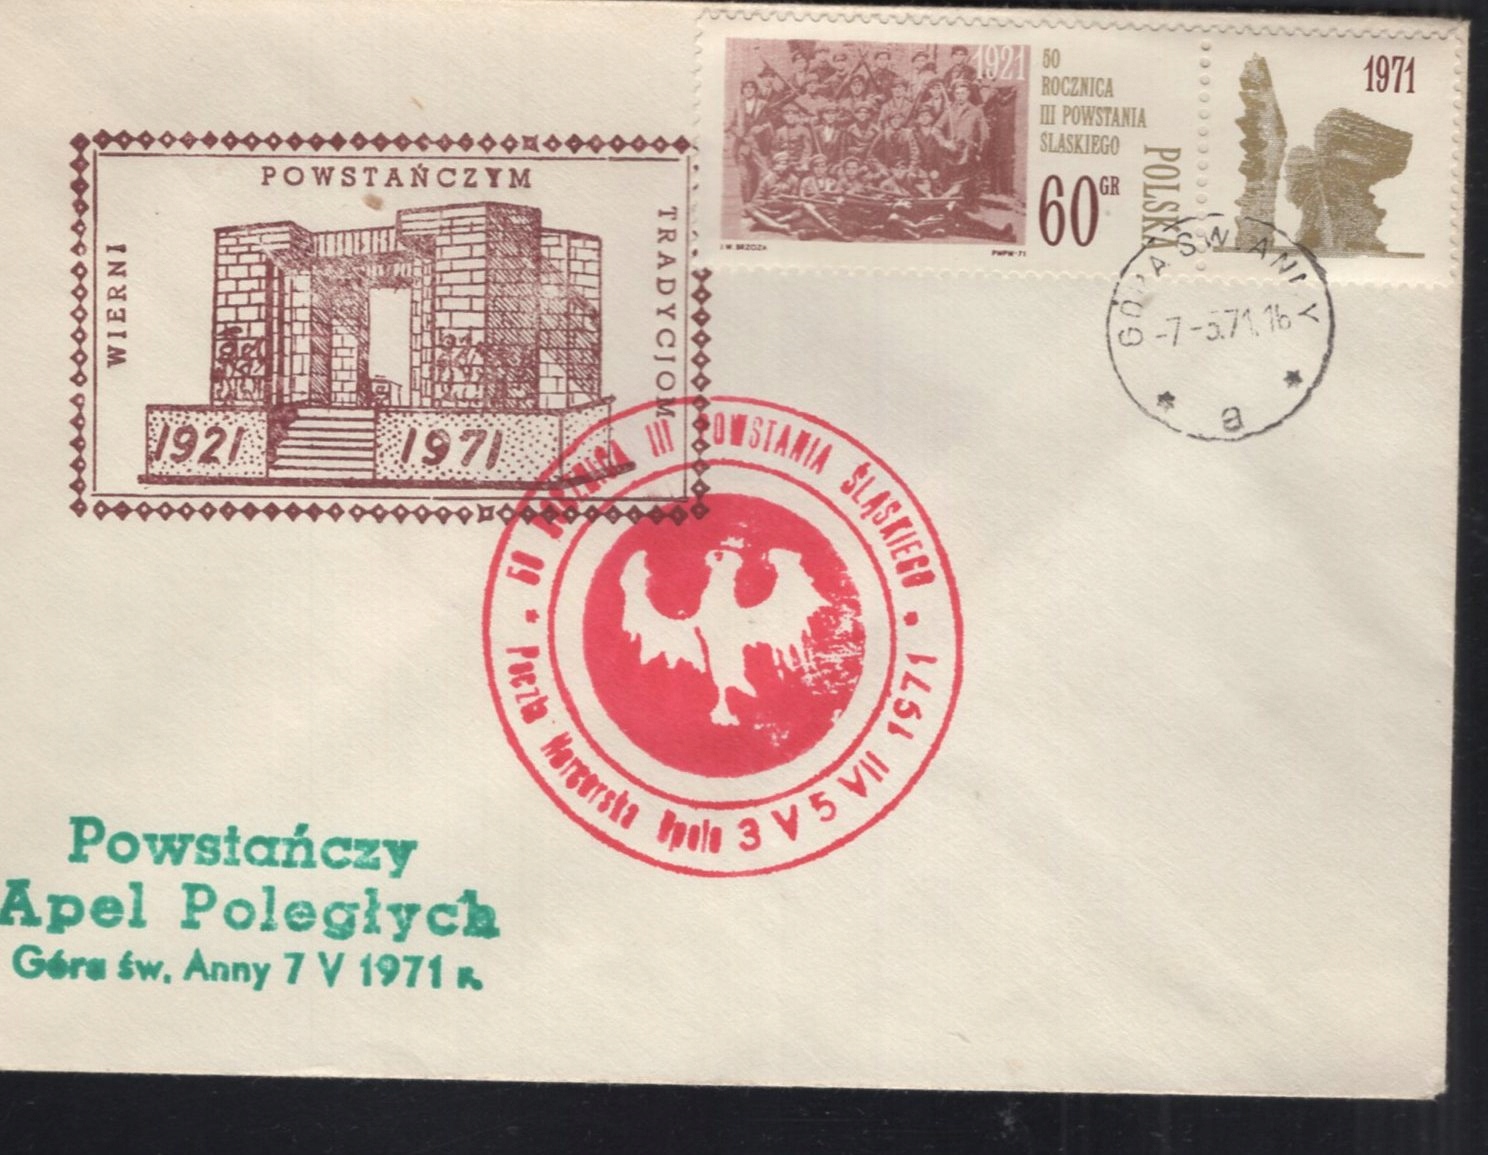 1921
50
ROCZNICA
III POWSTANIA
ŚLĄSKIEGO
60 GR
POLSKA
J.W. BRZOZA
PWPW-71
1971
GÓRA ŚW ANNY
-7-5.71.16
a
WIERNI
POWSTAŃCZYM
TRADYCJOM
1921
1971
50 ROCZNICA III POWSTANIA ŚLĄSKIEGO
Poczta Harcerska Opole 3 V 5 VII 1971
Powstańczy
Apel Poległych
Góra św. Anny 7 V 1971 r.